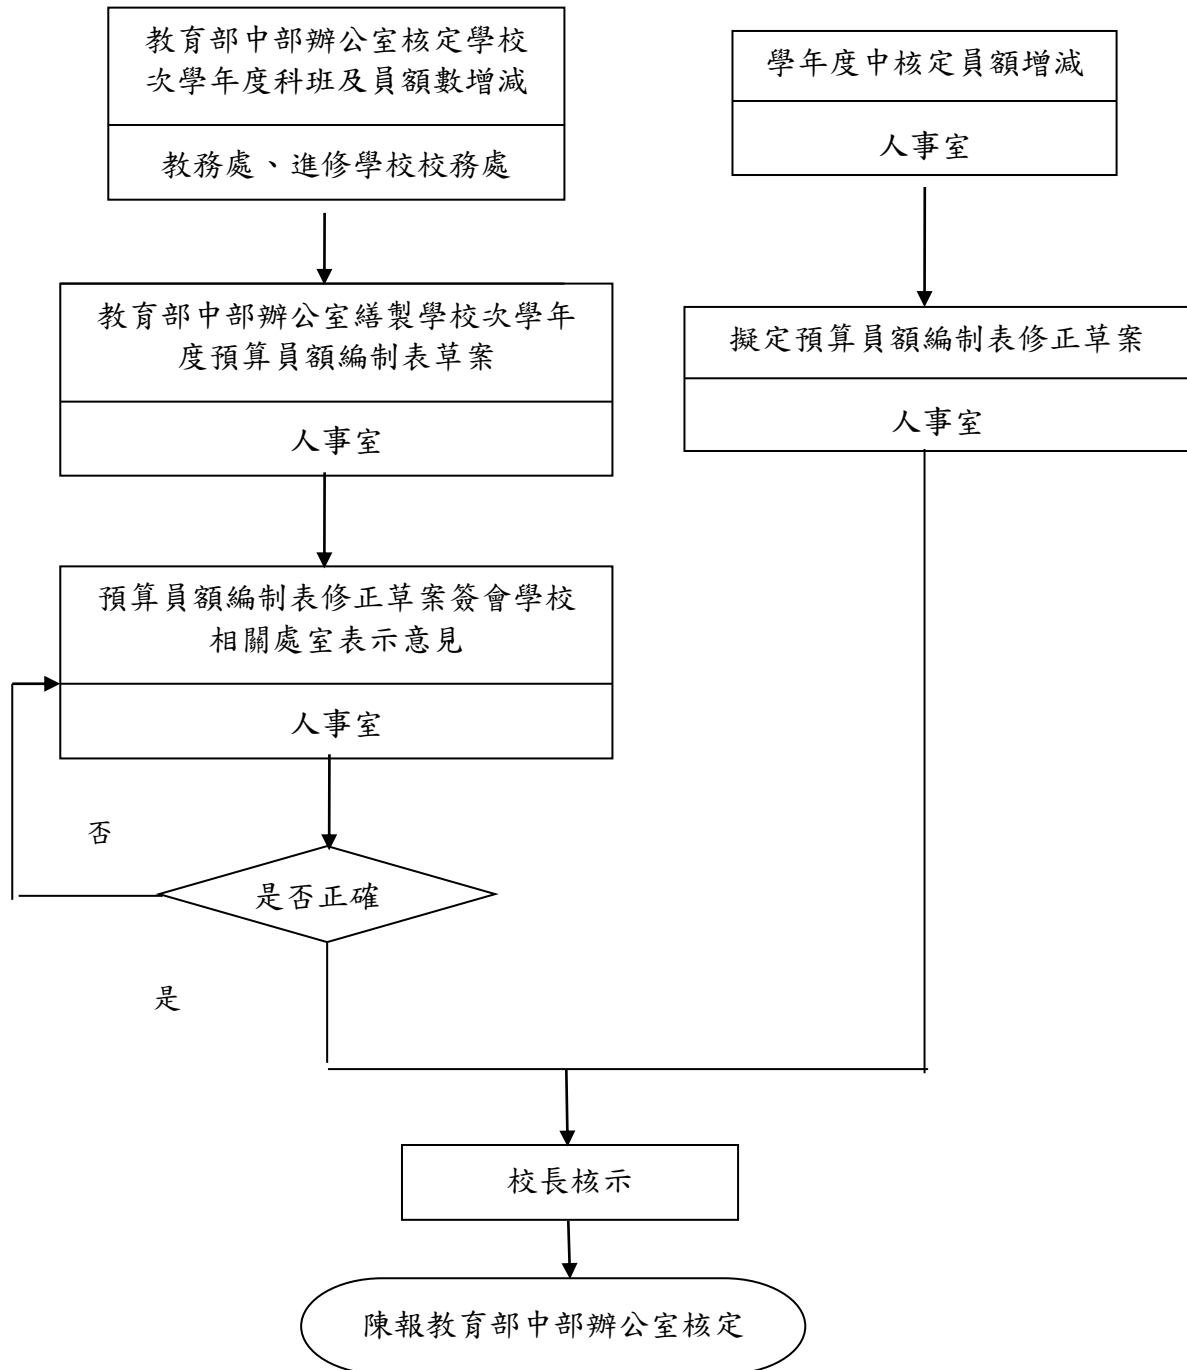 教育部中部辦公室核定學校
次學年度科班及員額數增減
教務處、進修學校校務處
學年度中核定員額增減
人事室
教育部中部辦公室繕製學校次學年
度預算員額編制表草案
人事室
擬定預算員額編制表修正草案
人事室
預算員額編制表修正草案簽會學校
相關處室表示意見
人事室
否
是否正確
是
校長核示
陳報教育部中部辦公室核定